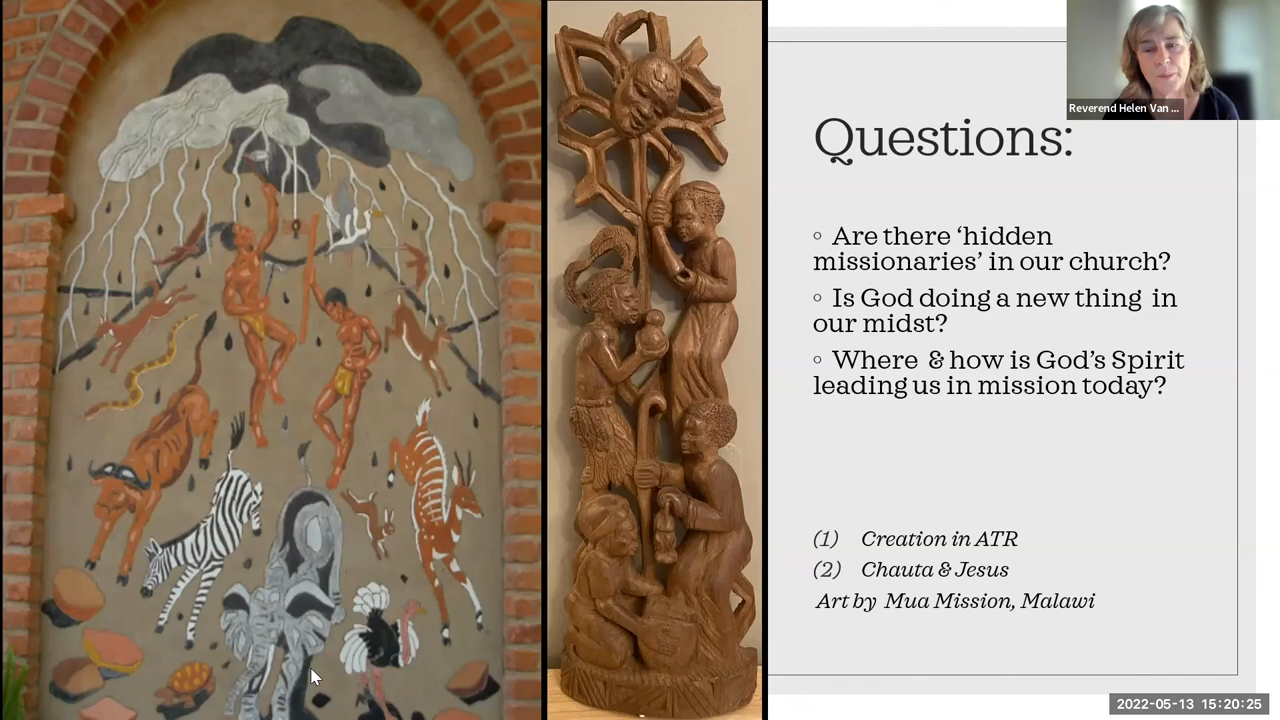 Reverend Helen Van ...
Questions:
◦ Are there ‘hidden
missionaries’ in our church?
◦ Is God doing a new thing in
our midst?
◦ Where & how is God’s Spirit
leading us in mission today?
(1) Creation in ATR
(2) Chauta & Jesus
Art by Mua Mission, Malawi
2022-05-13 15:20:25